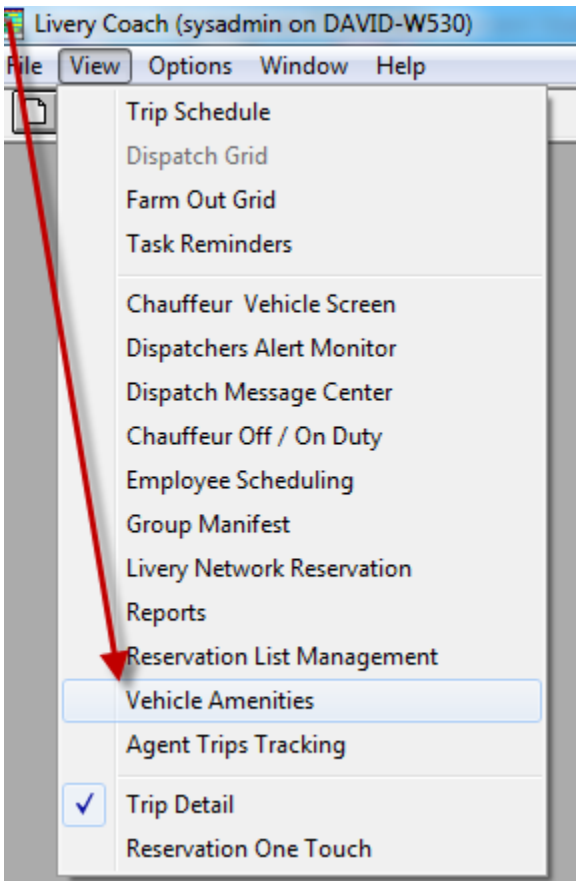 Livery Coach (sysadmin on DAVID-W530)
File View Options Window Help
Trip Schedule
Dispatch Grid
Farm Out Grid
Task Reminders
Chauffeur Vehicle Screen
Dispatchers Alert Monitor
Dispatch Message Center
Chauffeur Off / On Duty
Employee Scheduling
Group Manifest
Livery Network Reservation
Reports
Reservation List Management
Vehicle Amenities
Agent Trips Tracking
Trip Detail
Reservation One Touch